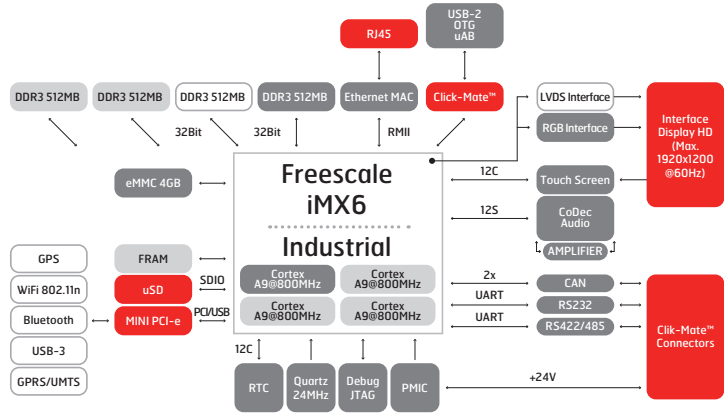 USB-2
OTG
uAB
RJ45
DDR3 512MB
DDR3 512MB
DDR3 512MB
DDR3 512MB
Ethernet MAC
Click-Mate™
LVDS Interface
RGB Interface
Interface
Display HD
(Max.
1920x1200
@60Hz)
32Bit
32Bit
RMII
Freescale
iMX6
Industrial
eMMC 4GB
12C
Touch Screen
12S
CoDec
Audio
AMPLIFIER
GPS
FRAM
WiFi 802.11n
uSD
SDIO
Bluetooth
MINI PCI-e
PCI/USB
USB-3
GPRS/UMTS
Cortex
A9@800MHz
Cortex
A9@800MHz
Cortex
A9@800MHz
Cortex
A9@800MHz
2x
CAN
UART
RS232
UART
RS422/485
Clik-Mate™
Connectors
12C
RTC
Quartz
24MHz
Debug
JTAG
PMIC
+24V